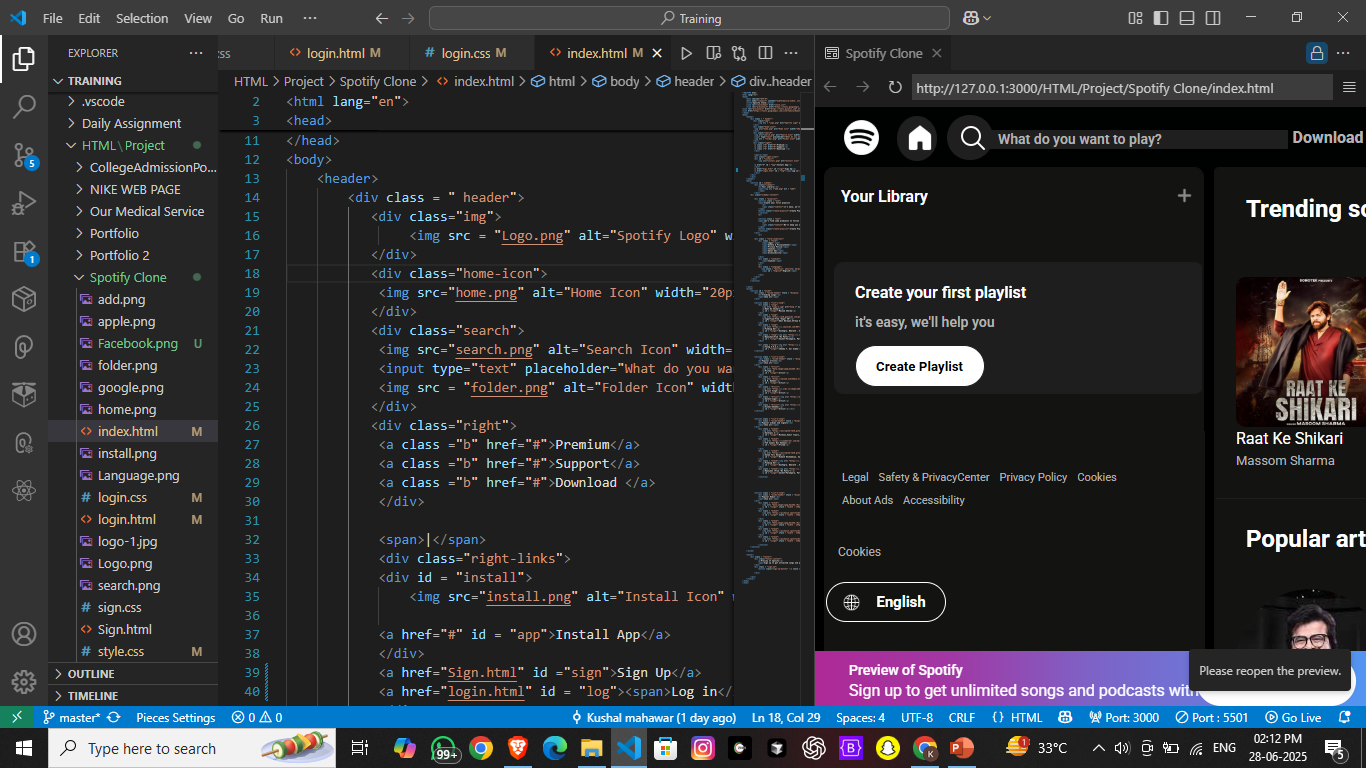 File Edit Selection View Go Run ··· Training
EXPLORER
TRAINING
.vscode
Daily Assignment
HTML\Project
CollegeAdmissionPo...
NIKE WEB PAGE
Our Medical Service
Portfolio
Portfolio 2
Spotify Clone
add.png
apple.png
Facebook.png U
folder.png
google.png
home.png
index.html M
install.png
Language.png
login.css M
login.html M
logo-1.jpg
Logo.png
search.png
sign.css
Sign.html
style.css M
OUTLINE
TIMELINE
5
1
css login.html M # login.css M index.html M
HTML > Project > Spotify Clone > index.html > html > body > header > div..header
2 <html lang="en">
3 <head>
11 </head>
12 <body>
13 <header>
14 <div class = " header">
15 <div class="img">
16 <img src = "Logo.png" alt="Spotify Logo" wi
17 </div>
18 <div class="home-icon">
19 <img src="home.png" alt="Home Icon" width="20p
20 </div>
21 <div class="search">
22 <img src="search.png" alt="Search Icon" width=
23 <input type="text" placeholder="What do you wa
24 <img src = "folder.png" alt="Folder Icon" widt
25 </div>
26 <div class="right">
27 <a class ="b" href="#">Premium</a>
28 <a class ="b" href="#">Support</a>
29 <a class ="b" href="#">Download </a>
30 </div>
31
32 <span>|</span>
33 <div class="right-links">
34 <div id = "install">
35 <img src="install.png" alt="Install Icon"
36
37 <a href="#" id = "app">Install App</a>
38 </div>
39 <a href="Sign.html" id ="sign">Sign Up</a>
40 <a href="login.html" id = "log"><span>Log in</
Spotify Clone
http://127.0.0.1:3000/HTML/Project/Spotify Clone/index.html
What do you want to play? Download
Your Library
Create your first playlist
it's easy, we'll help you
Create Playlist
Legal Safety & PrivacyCenter Privacy Policy Cookies
About Ads Accessibility
Cookies
English
Trending so
RAAT KE
SHIKARI
MASOOM SHARMA
Raat Ke Shikari
Massom Sharma
Popular art
Preview of Spotify
Sign up to get unlimited songs and podcasts with
Please reopen the preview.
master* Pieces Settings 0 0 Kushal mahawar (1 day ago) Ln 18, Col 29 Spaces: 4 UTF-8 CRLF {} HTML Port: 3000 Port : 5501 Go Live
Type here to search 99+ 1 33°C ENG 02:12 PM
28-06-2025 5